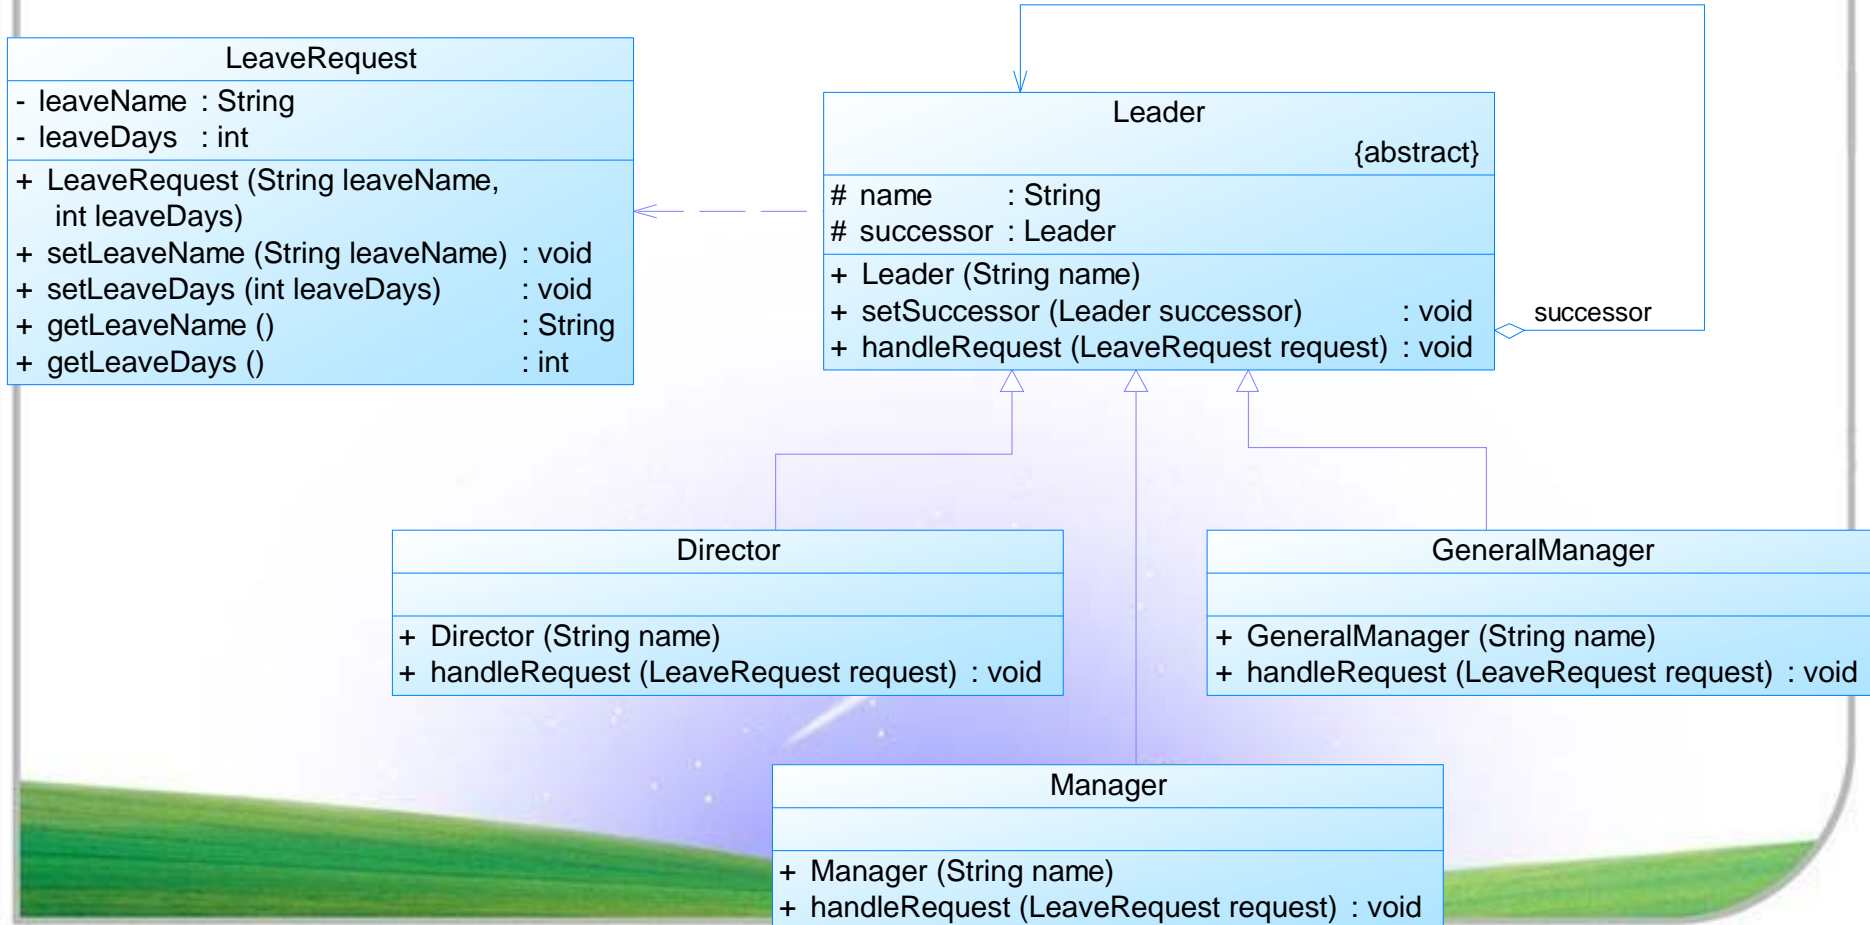 LeaveRequest
- leaveName : String
- leaveDays : int
+ LeaveRequest (String leaveName,
int leaveDays)
+ setLeaveName (String leaveName) : void
+ setLeaveDays (int leaveDays) : void
+ getLeaveName () : String
+ getLeaveDays () : int
Leader
{abstract}
# name : String
# successor : Leader
+ Leader (String name)
+ setSuccessor (Leader successor) : void
+ handleRequest (LeaveRequest request) : void
successor
Director
+ Director (String name)
+ handleRequest (LeaveRequest request) : void
GeneralManager
+ GeneralManager (String name)
+ handleRequest (LeaveRequest request) : void
Manager
+ Manager (String name)
+ handleRequest (LeaveRequest request) : void